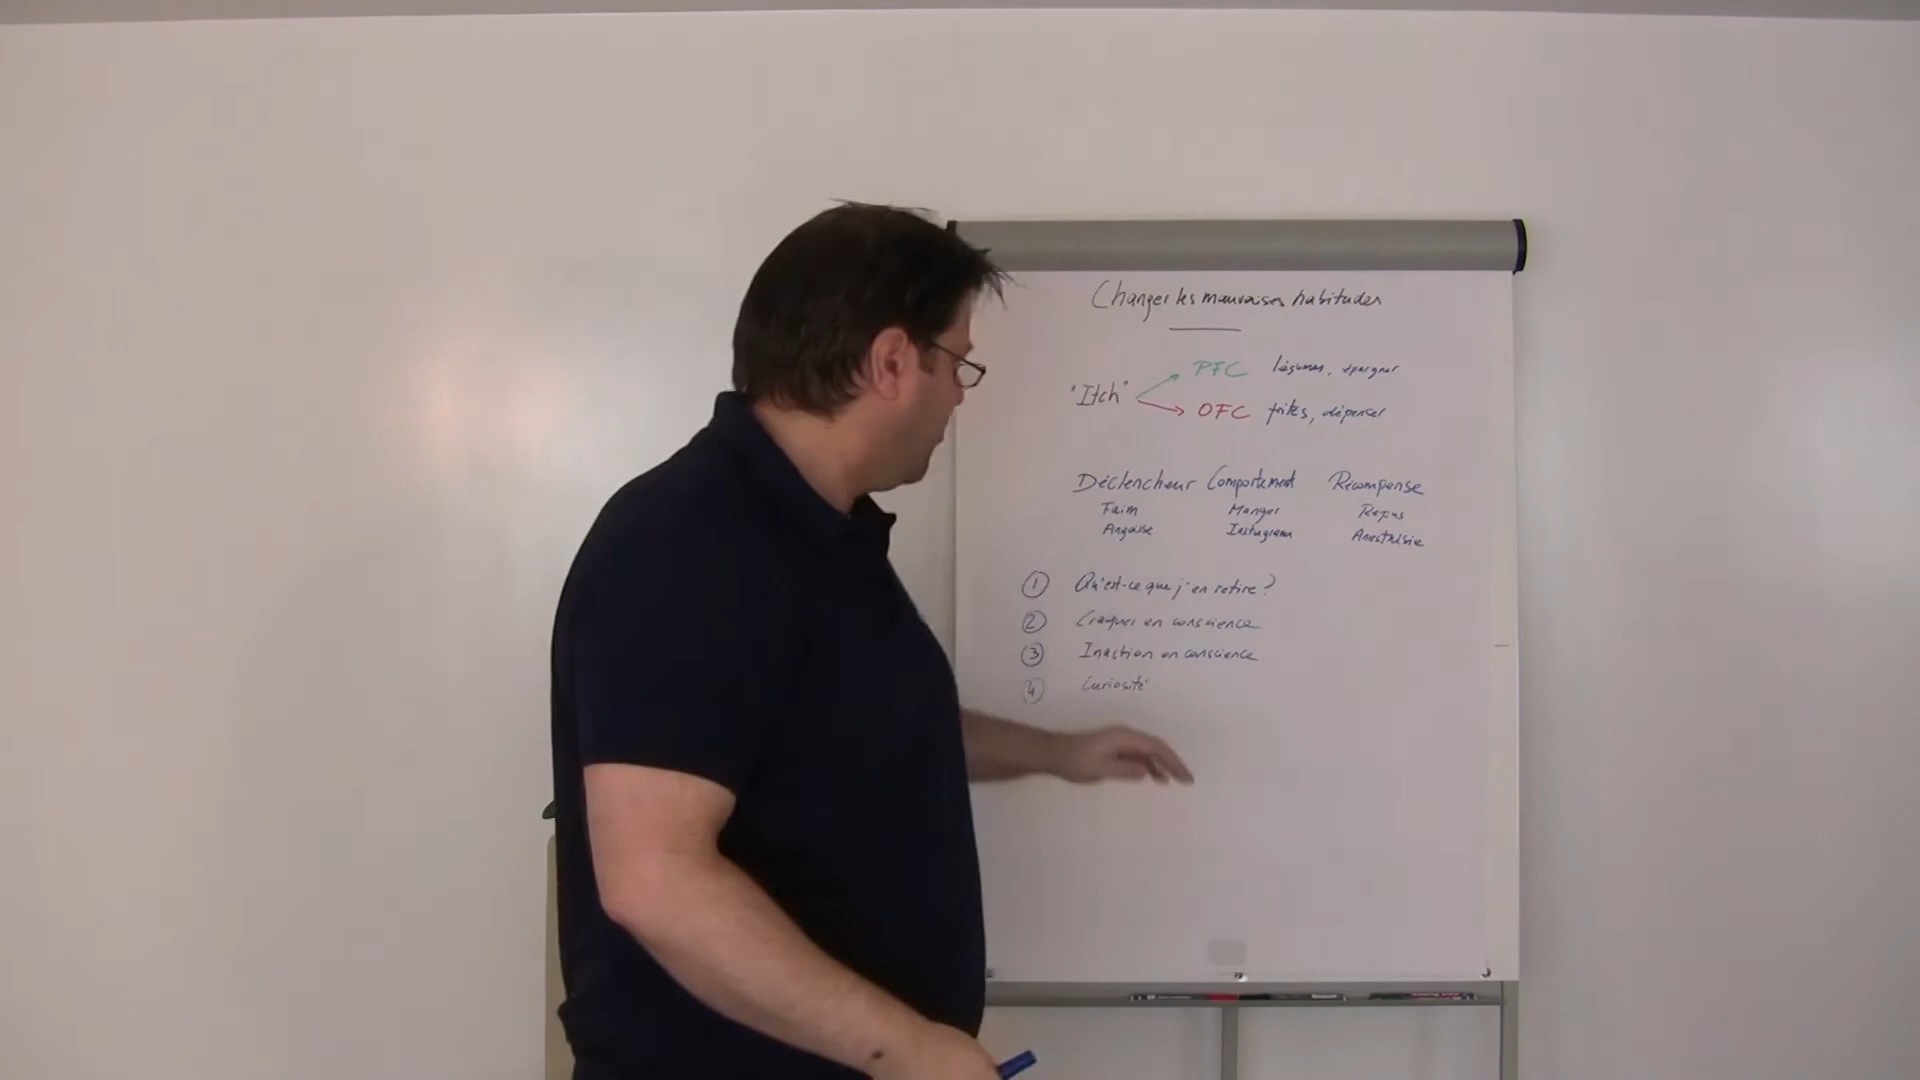 Changer les mauvaises habitudes
"Itch"
PFC légumes, épargner
OFC frites, dépenser
Déclencheur Comportement Récompense
Faim Manger Repas
Angoisse Instagram Anesthésie
1 Qu'est-ce que j'en retire?
2 Craquer en conscience
3 Inaction en conscience
4 Curiosité